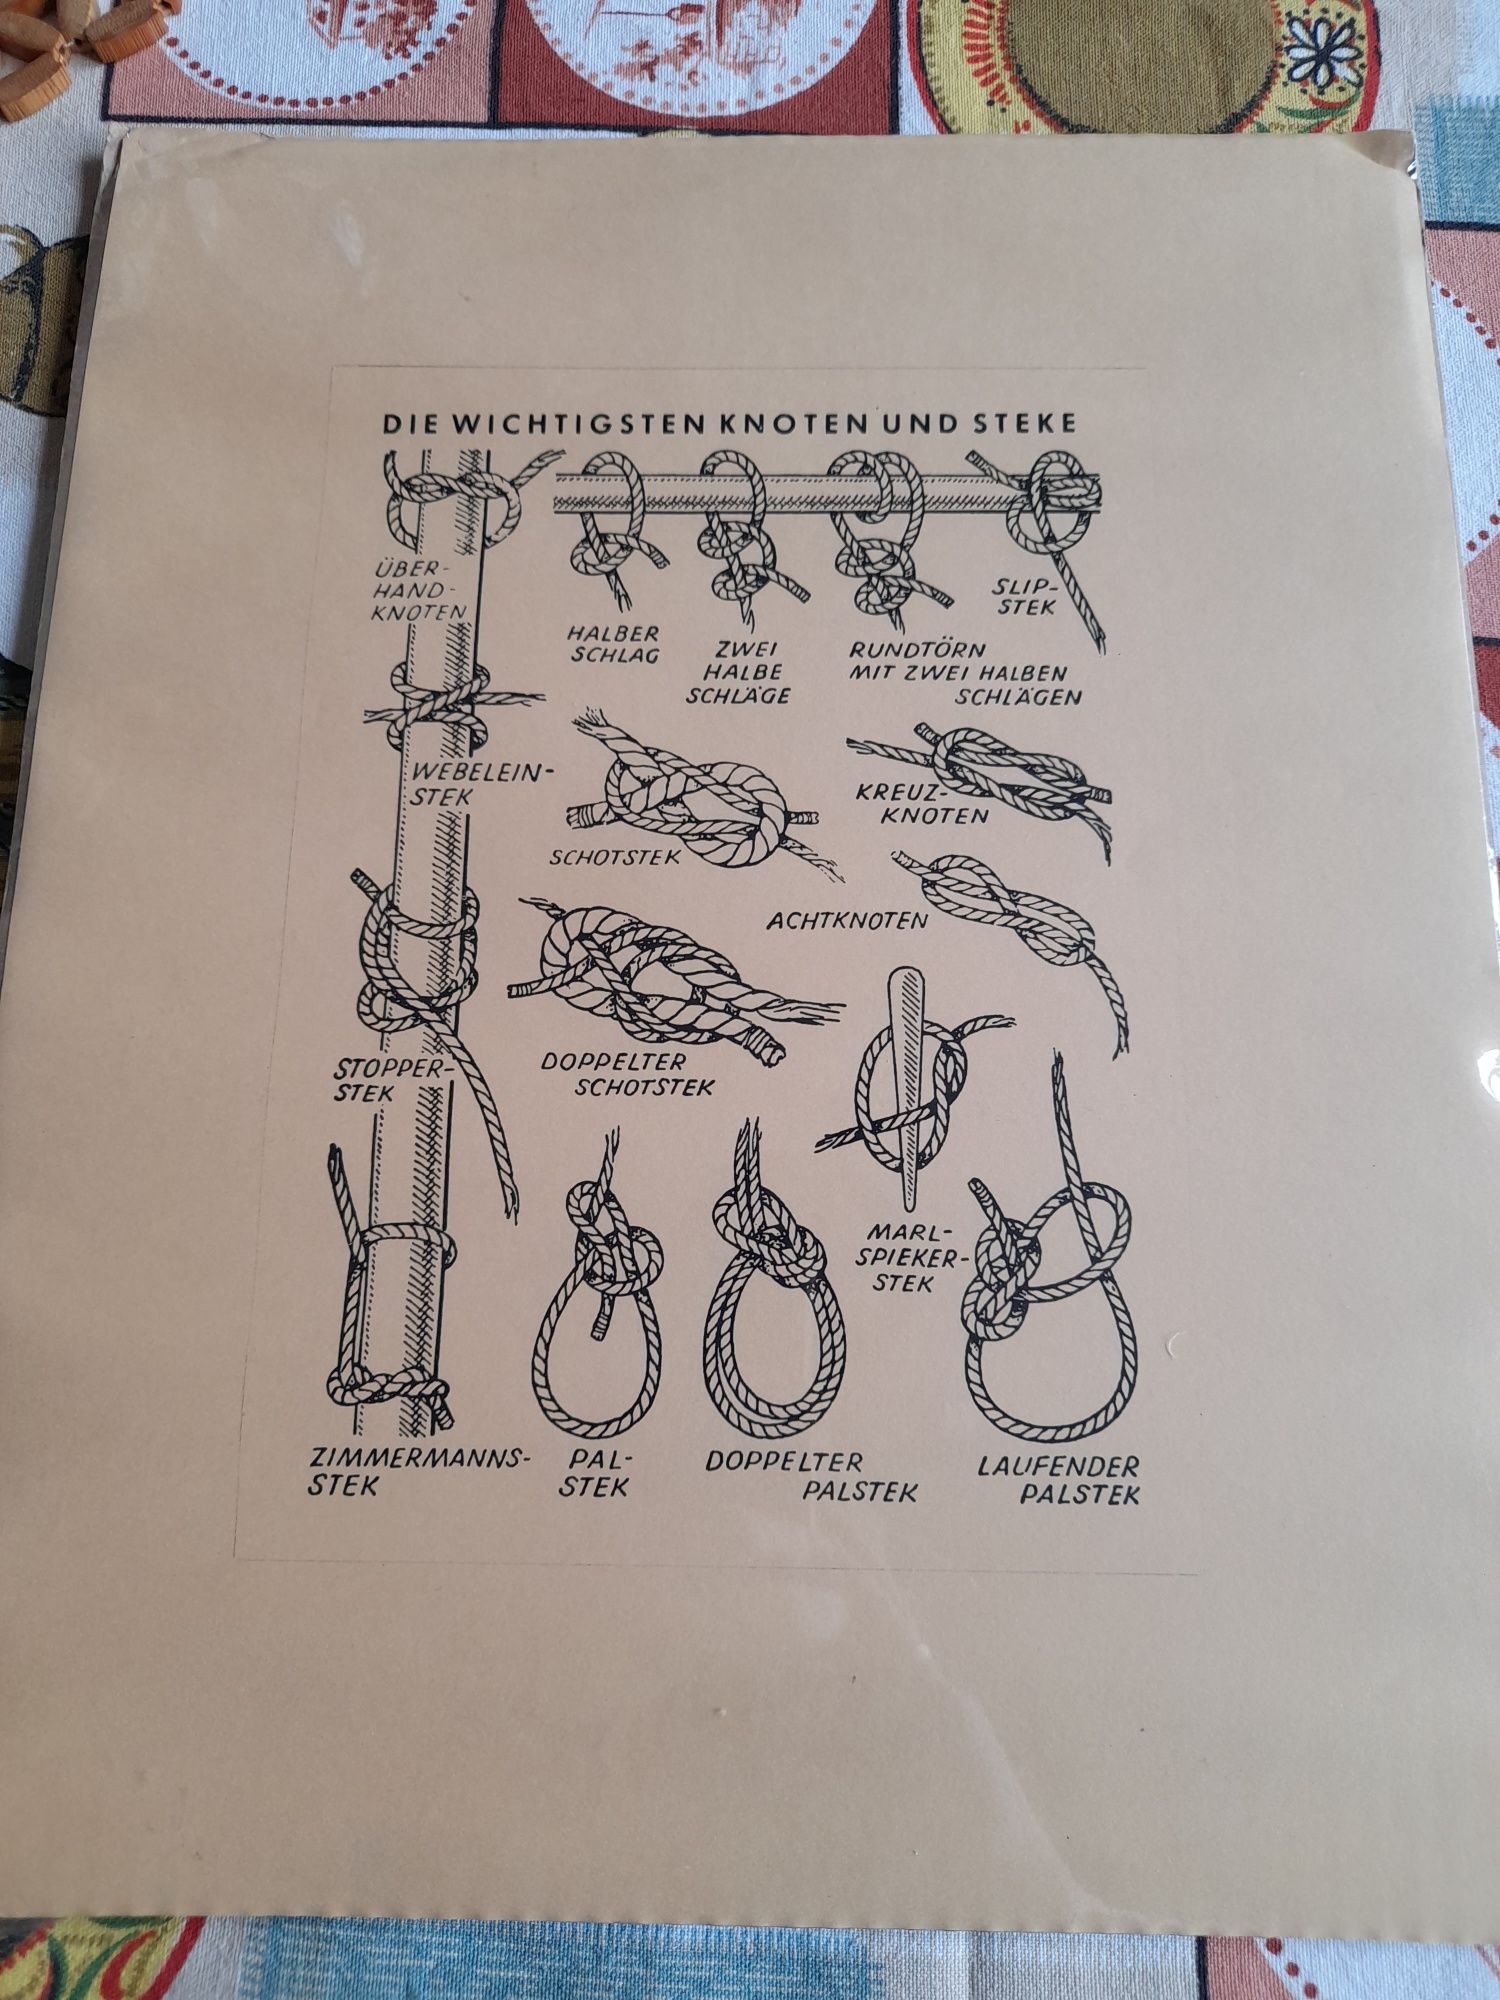 DIE WICHTIGSTEN KNOTEN UND STEKE
ÜBER-
HAND-
KNOTEN
HALBER
SCHLAG
ZWEI
HALBE
SCHLÄGE
RUNDTÖRN
MIT ZWEI HALBEN
SCHLÄGEN
SLIP-
STEK
WEBELEIN-
STEK
SCHOTSTEK
KREUZ-
KNOTEN
ACHTKNOTEN
STOPPER-
STEK
DOPPELTER
SCHOTSTEK
MARL-
SPIEKER-
STEK
ZIMMERMANNS-
STEK
PAL-
STEK
DOPPELTER
PALSTEK
LAUFENDER
PALSTEK